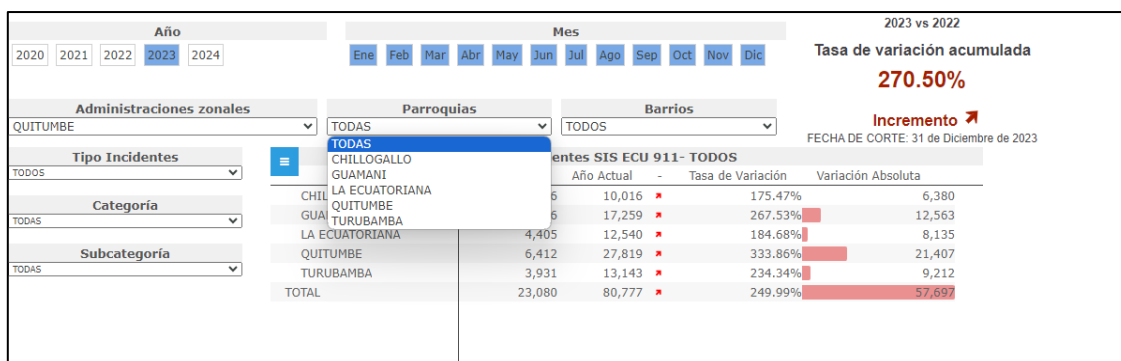 Año
2020 2021 2022 2023 2024
Mes
Ene Feb Mar Abr May Jun Jul Ago Sep Oct Nov Dic
2023 vs 2022
Tasa de variación acumulada
270.50%
Incremento
FECHA DE CORTE: 31 de Diciembre de 2023
Administraciones zonales
QUITUMBE
Parroquias
TODAS
Barrios
TODOS
TODAS
CHILLOGALLO
GUAMANI
LA ECUATORIANA
QUITUMBE
TURUBAMBA
Tipo Incidentes
TODOS
Categoría
TODAS
Subcategoría
TODAS
entes SIS ECU 911- TODOS
Año Actual - Tasa de Variación Variación Absoluta
CHIL 6 10,016 175.47% 6,380
GUA 6 17,259 267.53% 12,563
LA ECUATORIANA 4,405 12,540 184.68% 8,135
QUITUMBE 6,412 27,819 333.86% 21,407
TURUBAMBA 3,931 13,143 234.34% 9,212
TOTAL 23,080 80,777 249.99% 57,697